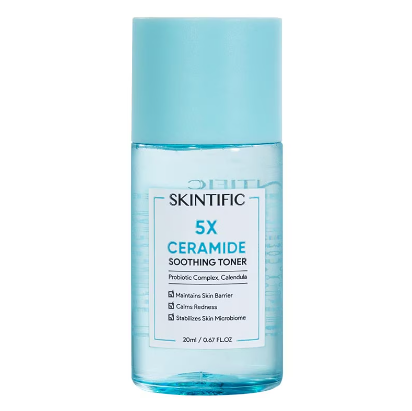 SKINTIFIC
5X
CERAMIDE
SOOTHING TONER
Probiotic Complex, Calendula
Maintains Skin Barrier
Calms Redness
Stabilizes Skin Microbiome
20ml / 0.67 FL.OZ